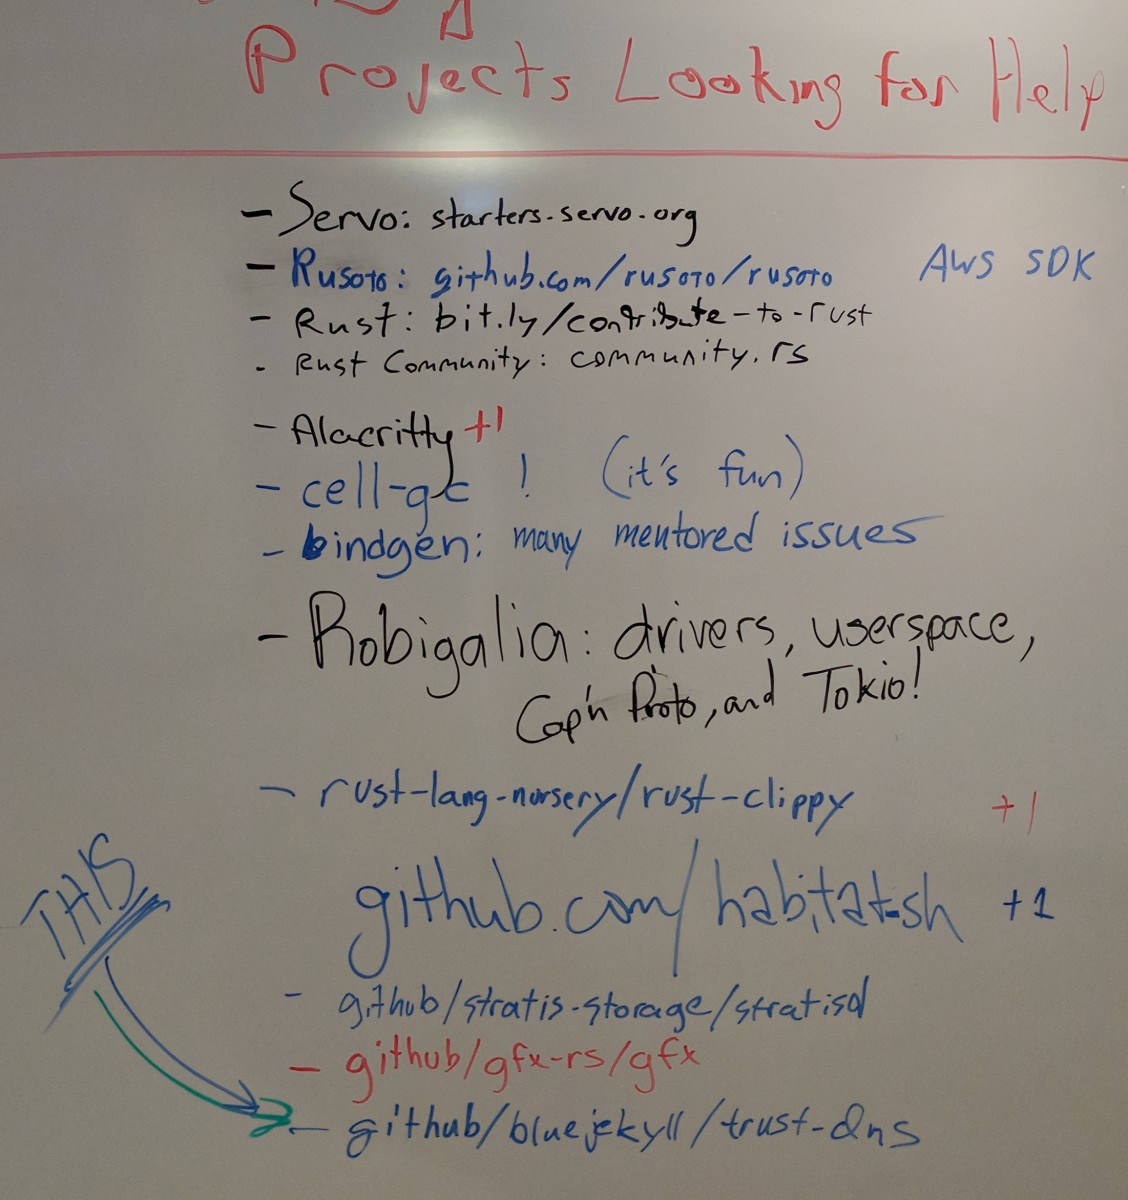 Projects Looking for Help
- Servo: starters.servo.org
- Rusoto: github.com/rusoto/rusoto AWS SDK
- Rust: bit.ly/contribute-to-rust
- Rust Community: community.rs
- Alacritty +1
- cell-gc ! (it's fun)
- bindgen: many mentored issues
- Robigalia: drivers, userspace,
Cap'n Proto, and Tokio!
- rust-lang-nursery/rust-clippy +1
github.com/habitat-sh +1
THIS
- github/stratis-storage/stratisd
- github/gfx-rs/gfx
- github/bluejekyll/trust-dns